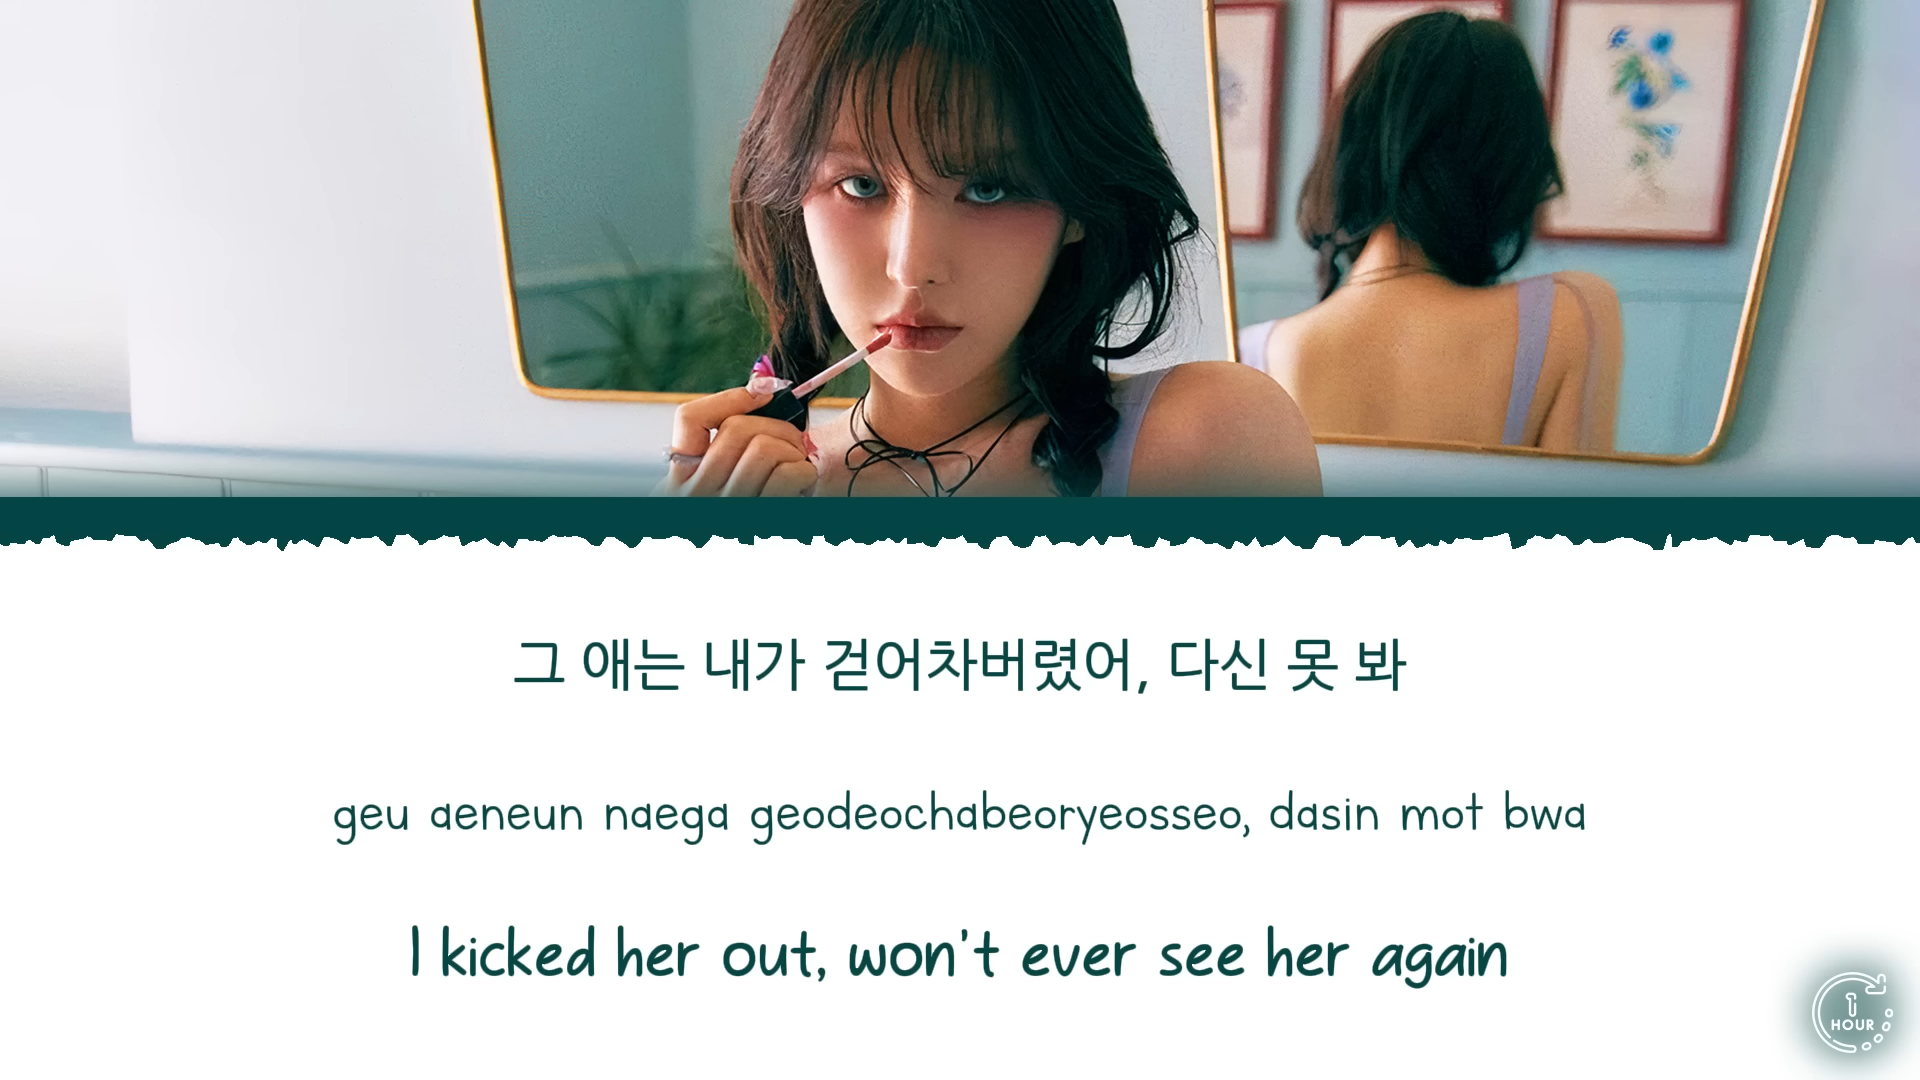 그 애는 내가 걷어차버렸어, 다신 못 봐
geu aeneun naega geodeochabeoryeosseo, dasin mot bwa
I kicked her out, won't ever see her again
1
HOUR